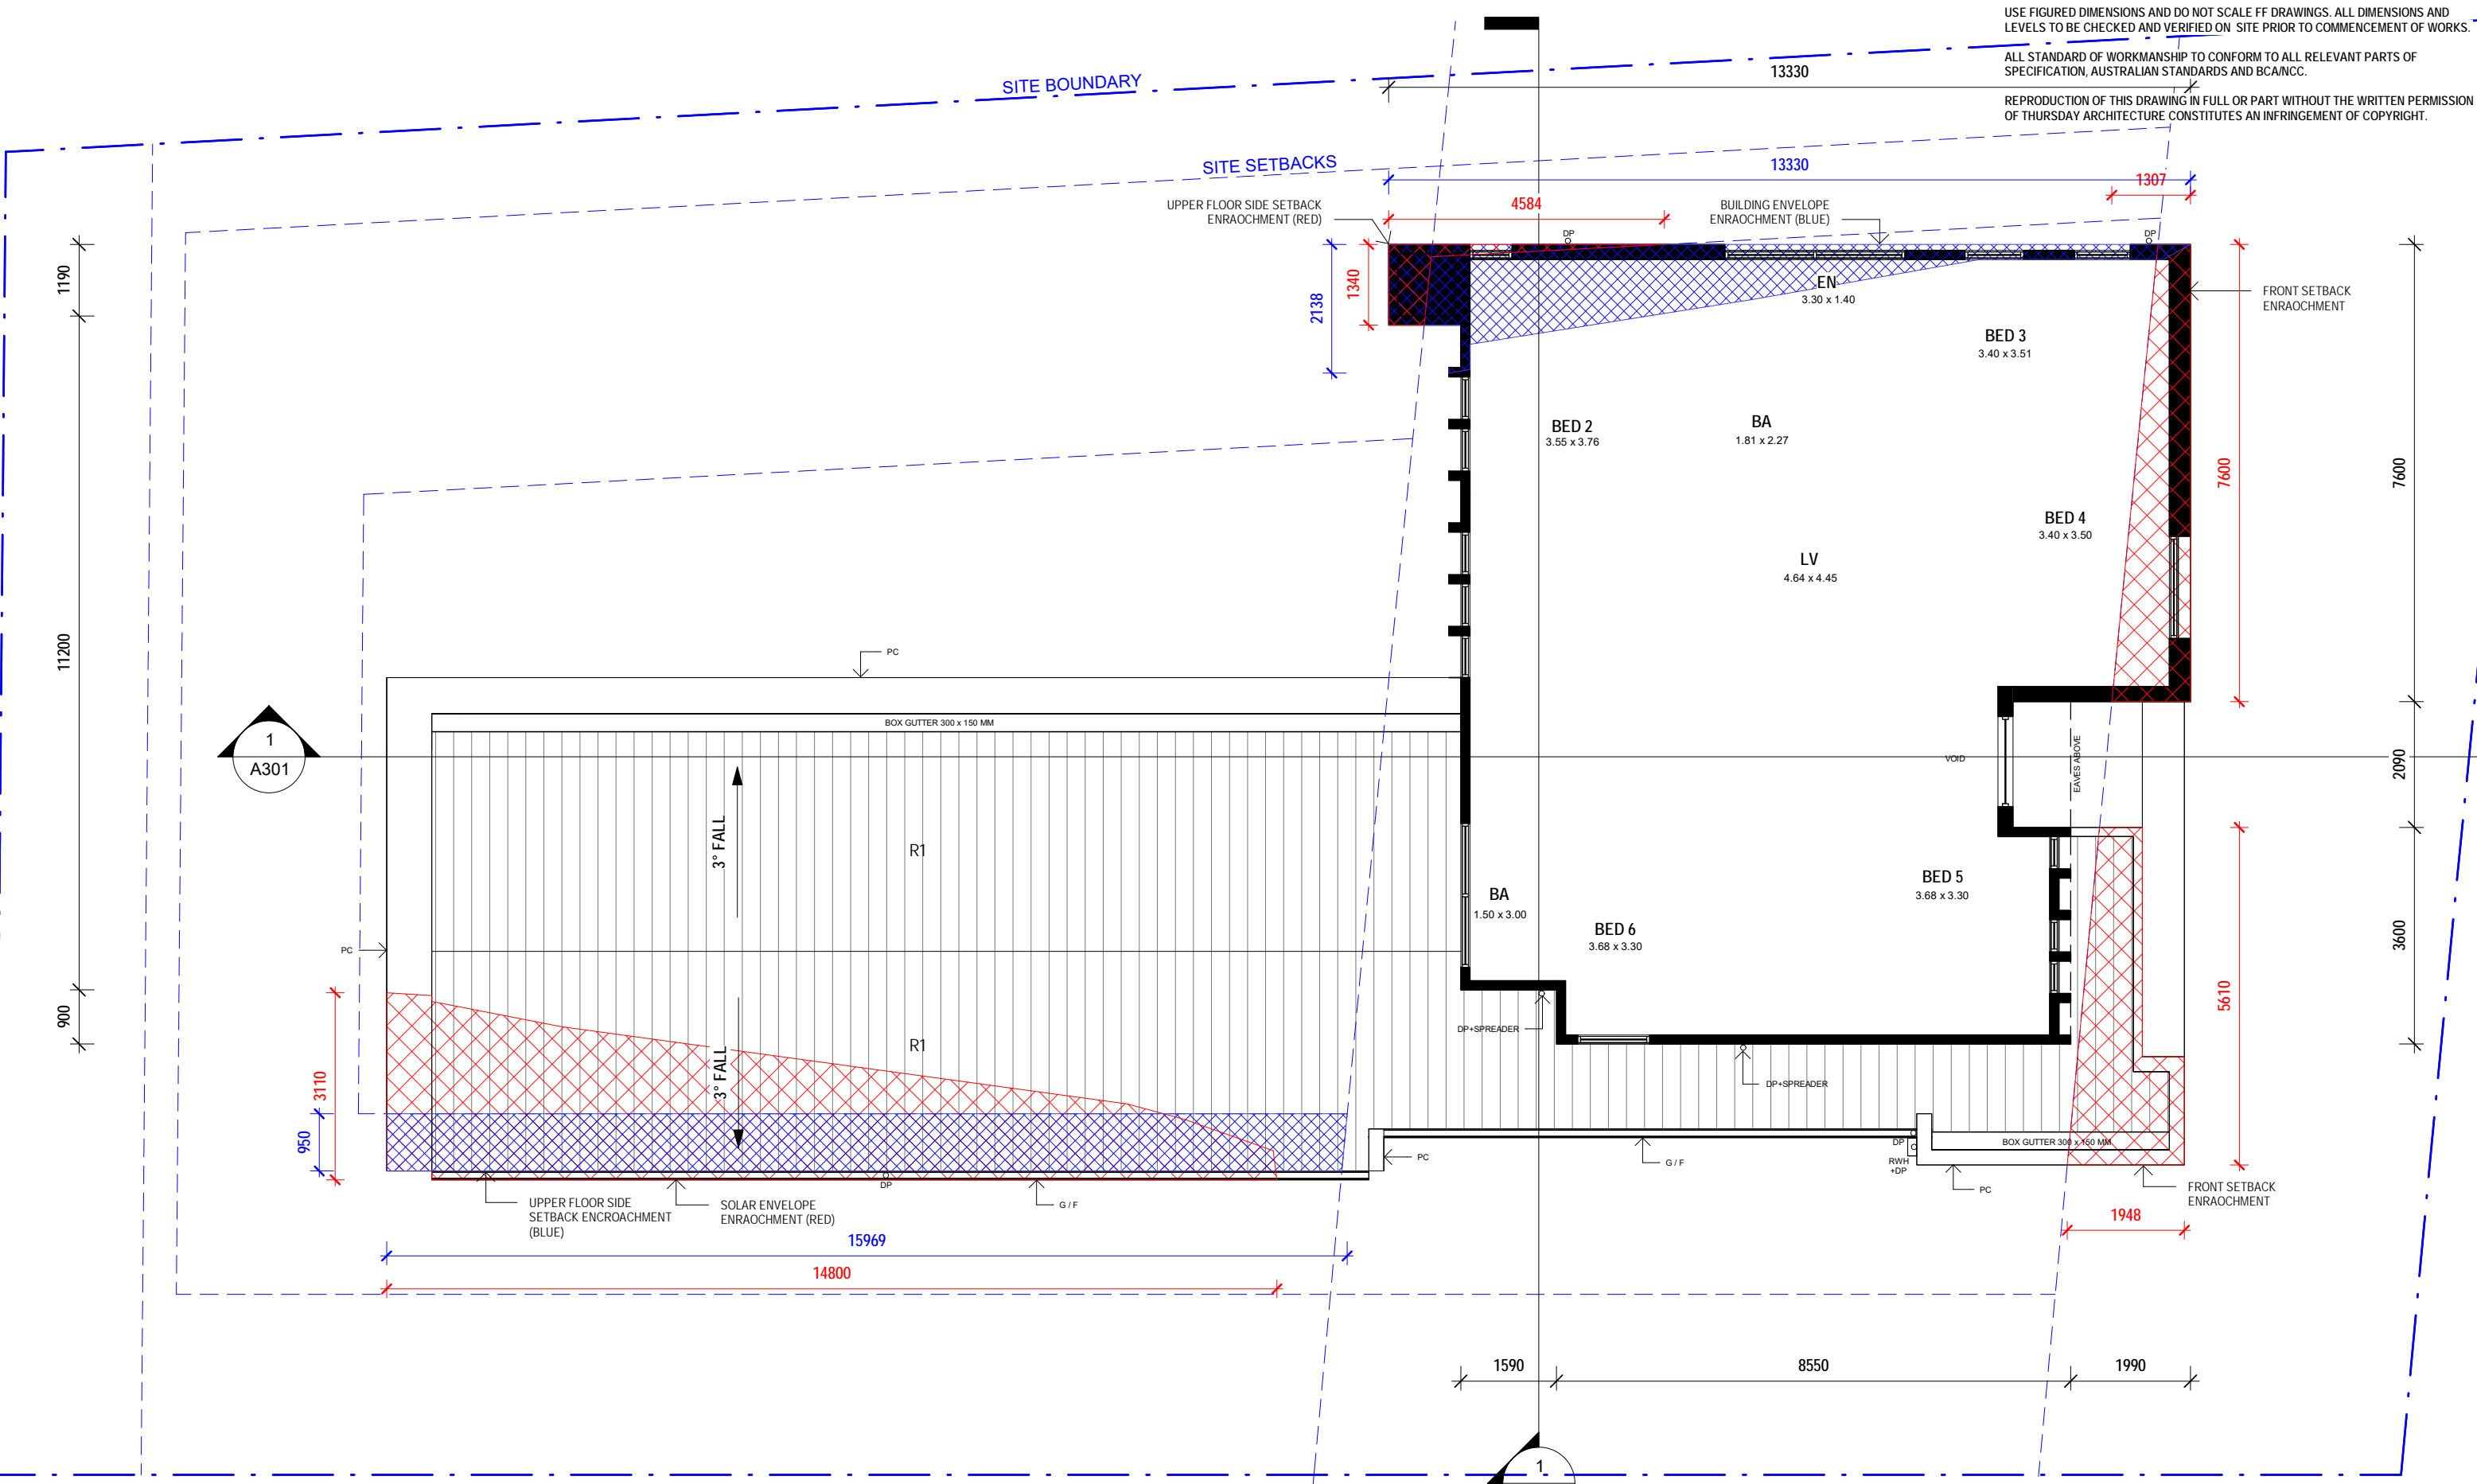 USE FIGURED DIMENSIONS AND DO NOT SCALE FF DRAWINGS. ALL DIMENSIONS AND
LEVELS TO BE CHECKED AND VERIFIED ON SITE PRIOR TO COMMENCEMENT OF WORKS.
ALL STANDARD OF WORKMANSHIP TO CONFORM TO ALL RELEVANT PARTS OF
SPECIFICATION, AUSTRALIAN STANDARDS AND BCA/NCC.
REPRODUCTION OF THIS DRAWING IN FULL OR PART WITHOUT THE WRITTEN PERMISSION
OF THURSDAY ARCHITECTURE CONSTITUTES AN INFRINGEMENT OF COPYRIGHT.
SITE BOUNDARY
13330
SITE SETBACKS
13330
1307
UPPER FLOOR SIDE SETBACK
ENRAOCHMENT (RED)
4584
BUILDING ENVELOPE
ENRAOCHMENT (BLUE)
DP
DP
1190
2138
1340
EN
3.30 x 1.40
FRONT SETBACK
ENRAOCHMENT
BED 3
3.40 x 3.51
BED 2
3.55 x 3.76
BA
1.81 x 2.27
7600
7600
BED 4
3.40 x 3.50
LV
4.64 x 4.45
11200
PC
BOX GUTTER 300 x 150 MM
1
A301
VOID
EAVES ABOVE
2090
3° FALL
R1
BED 5
3.68 x 3.30
BA
1.50 x 3.00
BED 6
3.68 x 3.30
3600
PC
900
DP+SPREADER
5610
R1
3° FALL
3110
DP+SPREADER
950
PC
G / F
DP
RWH
+DP
BOX GUTTER 300 x 150 MM
DP
UPPER FLOOR SIDE
SETBACK ENCROACHMENT
(BLUE)
SOLAR ENVELOPE
ENRAOCHMENT (RED)
G / F
PC
FRONT SETBACK
ENRAOCHMENT
1948
15969
14800
1590
8550
1990
1